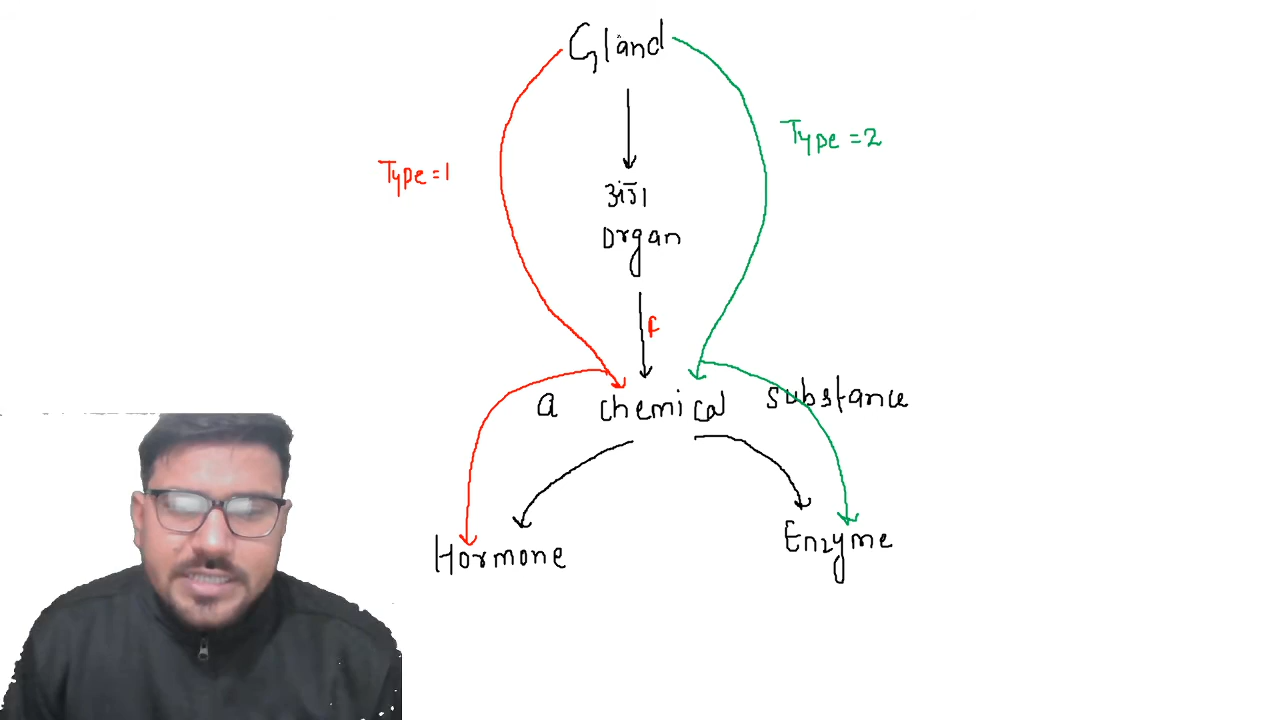 Gland
Type=1
Type=2
अंग
organ
a chemical substance
Hormone
Enzyme